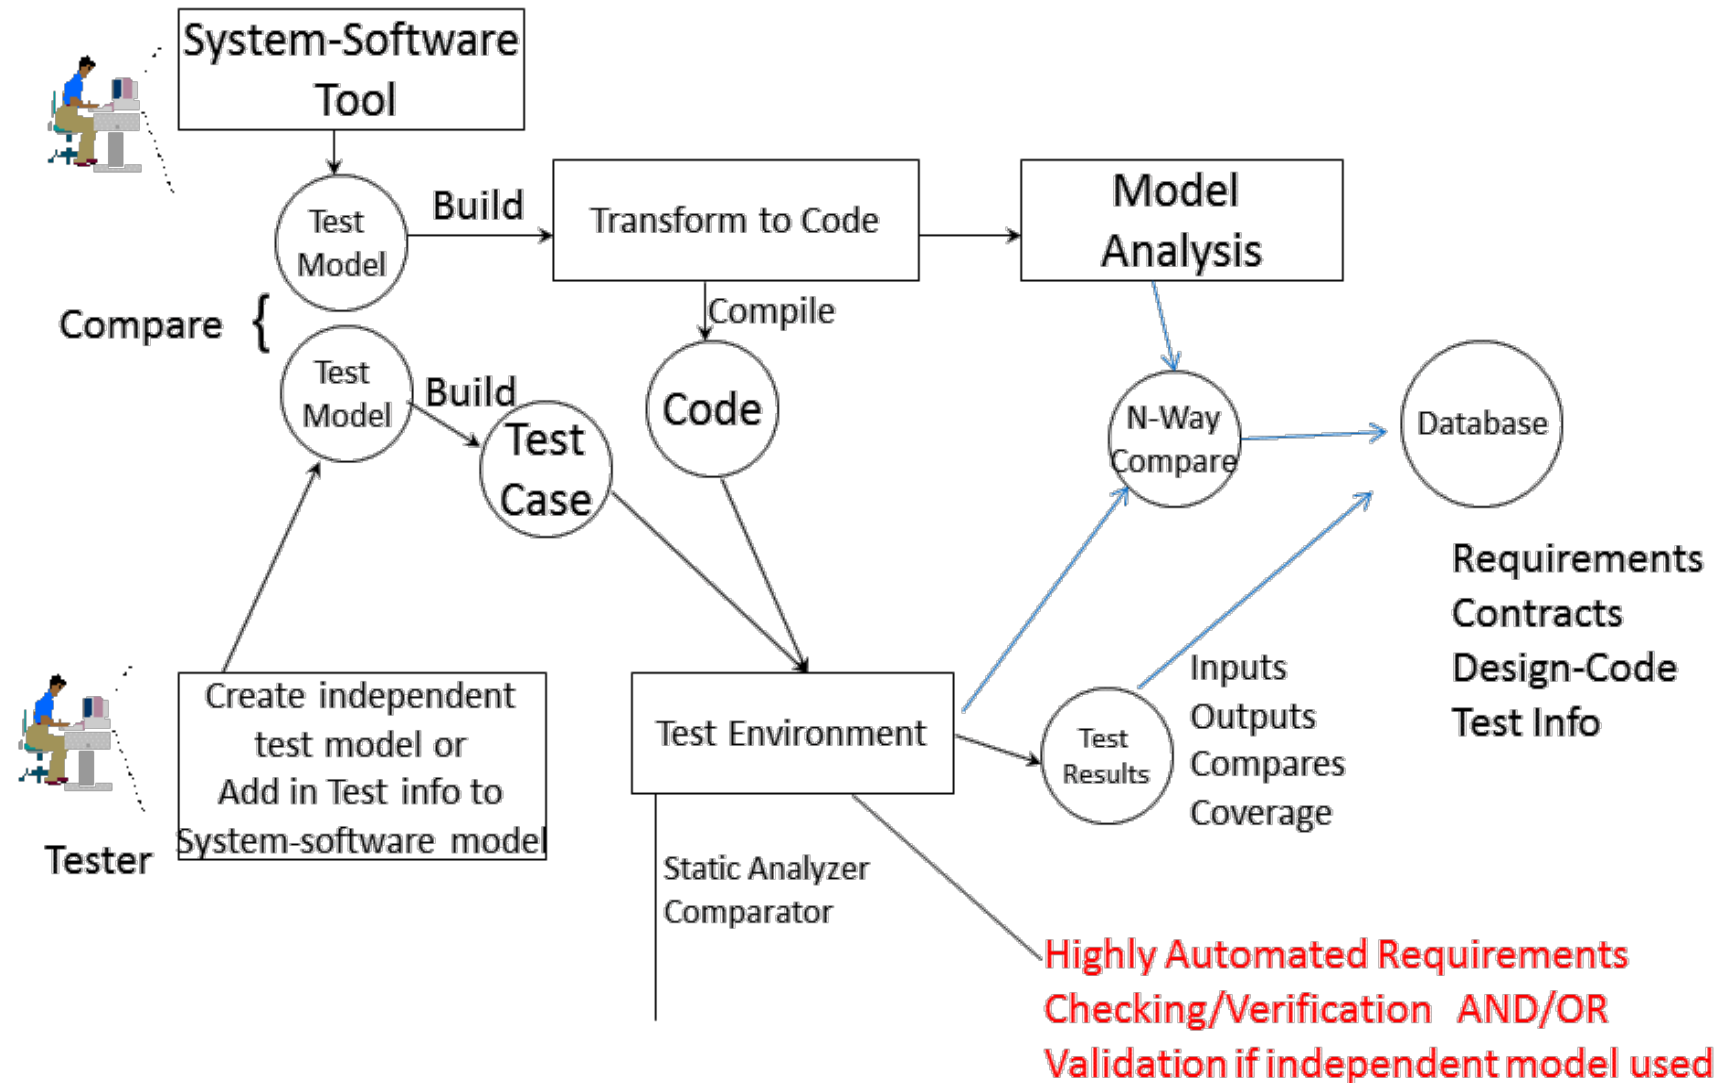 System-Software
Tool
Test
Model
Build
Transform to Code
Model
Analysis
Compare {
Compile
Test
Model
Build
Test
Case
Code
N-Way
Compare
Database
Requirements
Contracts
Design-Code
Test Info
Create independent
test model or
Add in Test info to
System-software model
Tester
Test Environment
Test
Results
Inputs
Outputs
Compares
Coverage
Static Analyzer
Comparator
Highly Automated Requirements
Checking/Verification AND/OR
Validation if independent model used